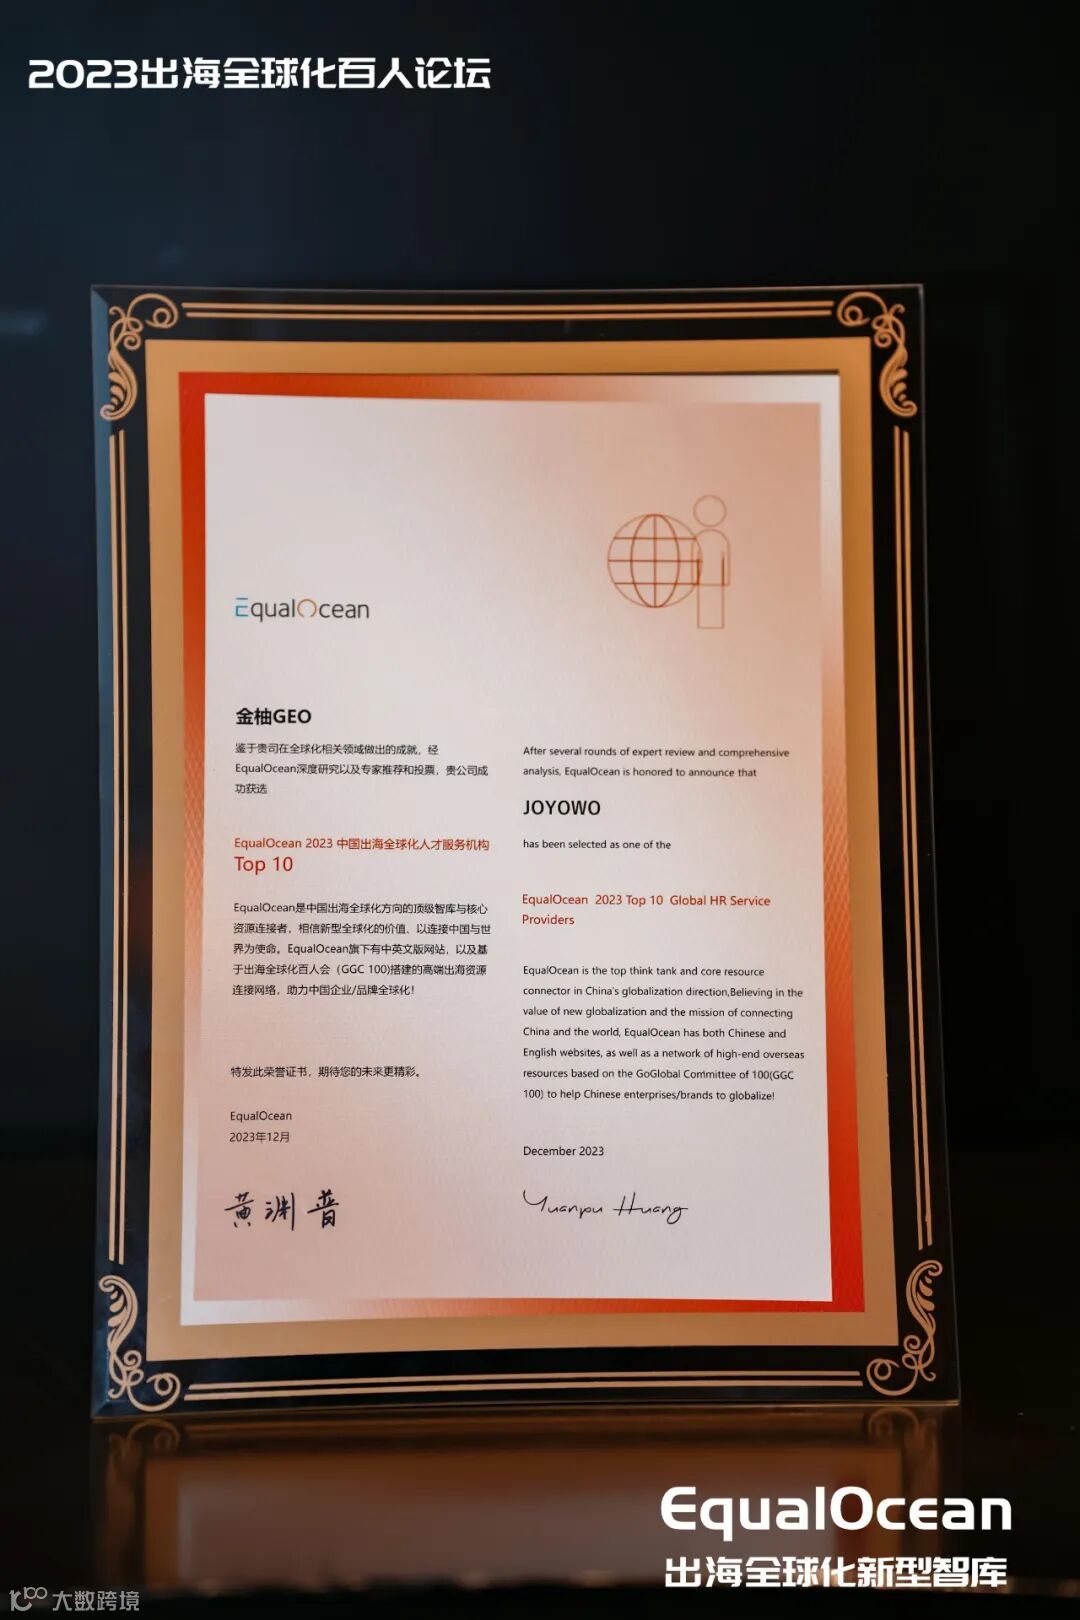 2023出海全球化百人论坛
EqualOcean
金柚GEO
鉴于贵司在全球化相关领域做出的成就，经
EqualOcean深度研究以及专家推荐和投票，贵公司成
功获选
EqualOcean 2023 中国出海全球化人才服务机构
Top 10
EqualOcean是中国出海全球化方向的顶级智库与核心
资源连接者，相信新型全球化的价值、以连接中国与世
界为使命。EqualOcean旗下有中英文版网站，以及基
于出海全球化百人会（GGC 100)搭建的高端出海资源
连接网络，助力中国企业/品牌全球化！
特发此荣誉证书，期待您的未来更精彩。
EqualOcean
2023年12月
黄渊普
After several rounds of expert review and comprehensive
analysis, EqualOcean is honored to announce that
JOYOWO
has been selected as one of the
EqualOcean 2023 Top 10 Global HR Service
Providers
EqualOcean is the top think tank and core resource
connector in China's globalization direction,Believing in the
value of new globalization and the mission of connecting
China and the world, EqualOcean has both Chinese and
English websites, as well as a network of high-end overseas
resources based on the GoGlobal Committee of 100(GGC
100) to help Chinese enterprises/brands to globalize!
December 2023
Yuanpu Huang
EqualOcean
出海全球化新型智库
大数跨境